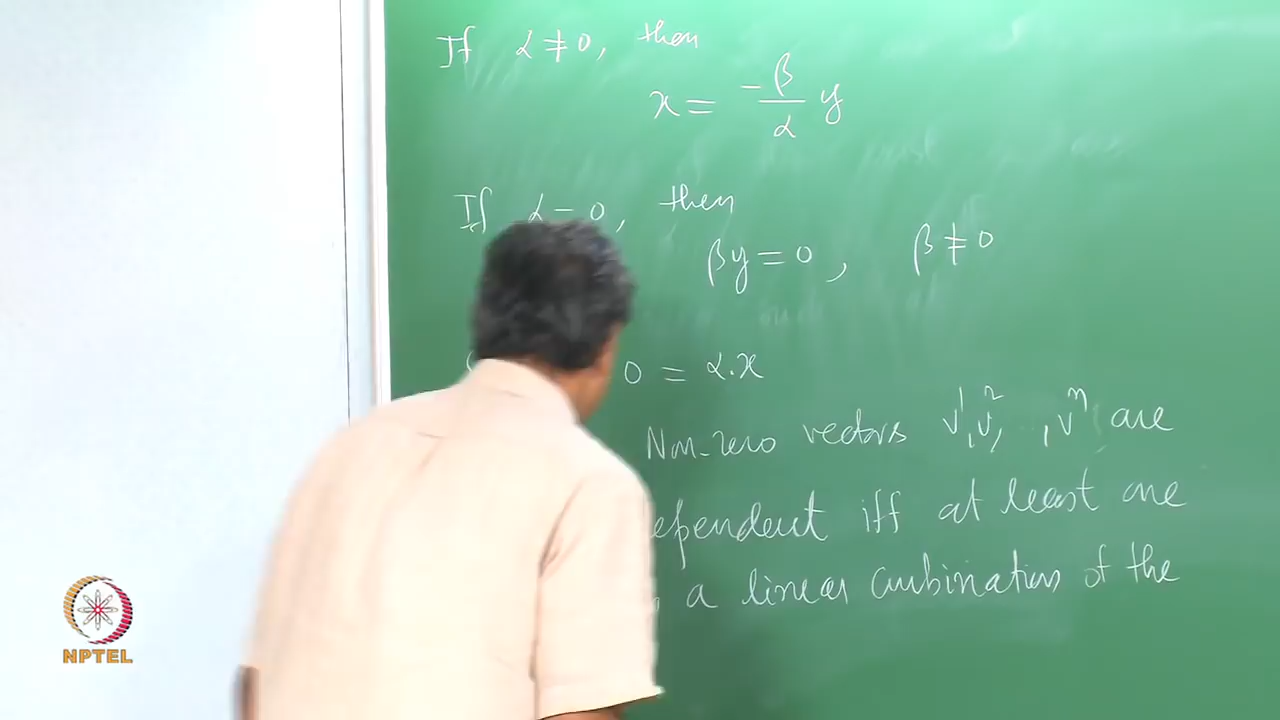 If α ≠ 0, then
x = -β/α y
If α = 0, then
βy = 0, β ≠ 0
0 = α.x
Non-zero vectors v¹, v², , vⁿ are
ependent iff at least one
a linear combination of the
NPTEL